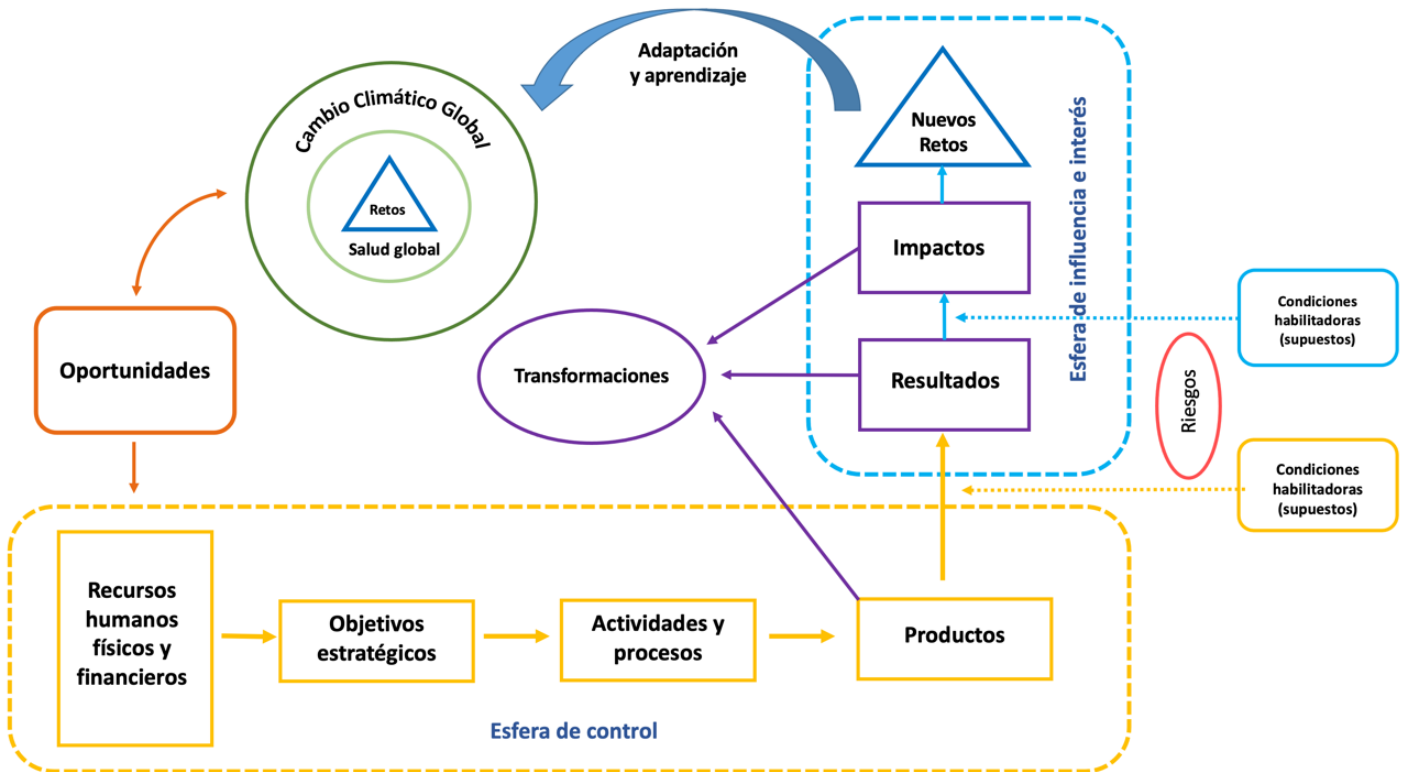 Adaptación
y aprendizaje
Cambio Climático Global
Retos
Salud global
Nuevos
Retos
Esfera de influencia e interés
Impactos
Condiciones
habilitadoras
(supuestos)
Oportunidades
Transformaciones
Resultados
Riesgos
Condiciones
habilitadoras
(supuestos)
Recursos
humanos
físicos y
financieros
Objetivos
estratégicos
Actividades y
procesos
Productos
Esfera de control